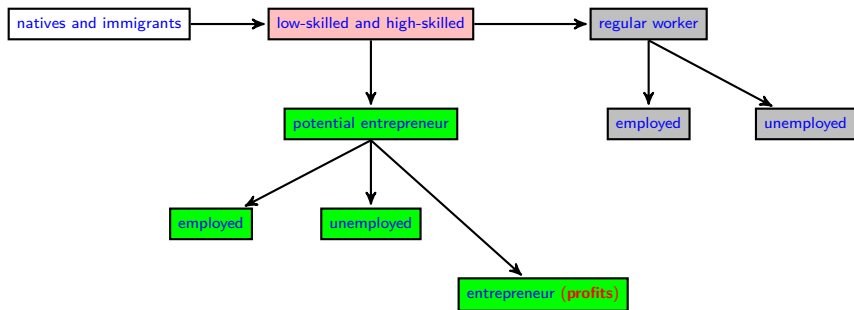 natives and immigrants
low-skilled and high-skilled
regular worker
potential entrepreneur
employed
unemployed
employed
unemployed
entrepreneur (profits)